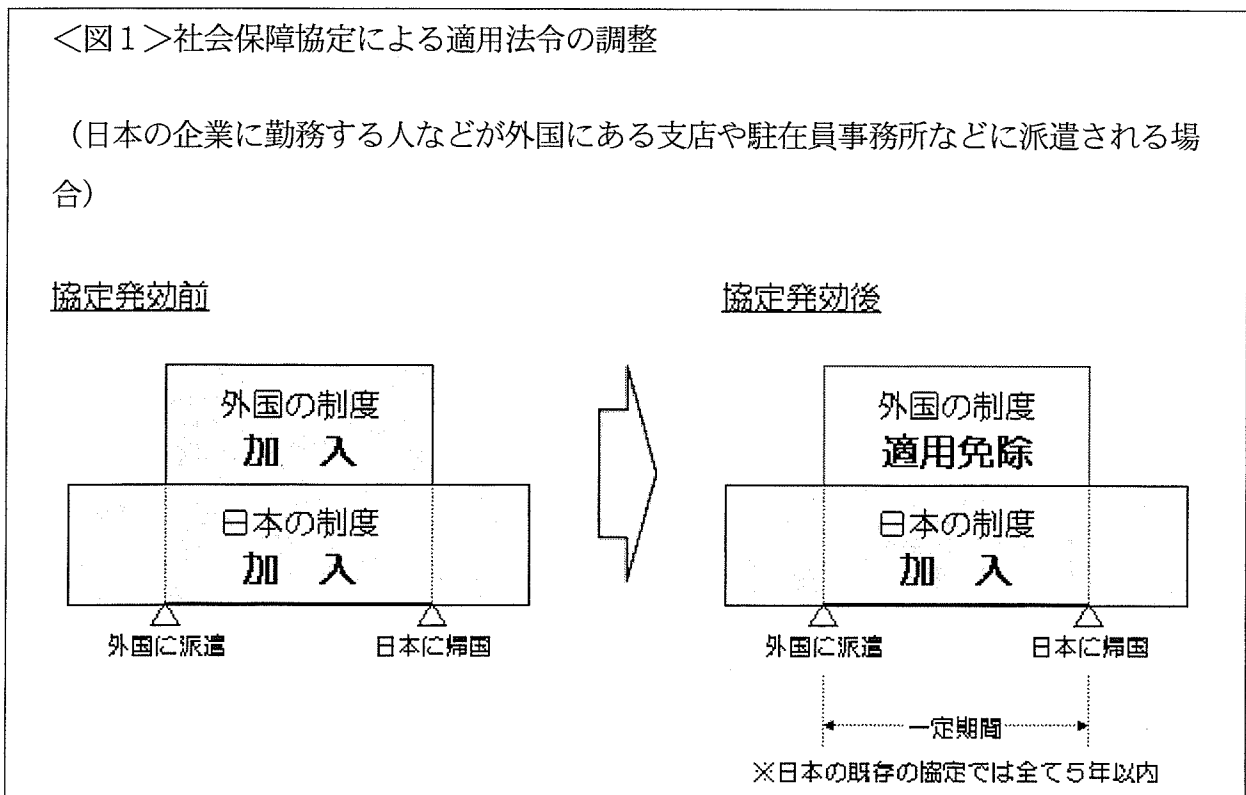 ＜図１＞社会保障協定による適用法令の調整
（日本の企業に勤務する人などが外国にある支店や駐在員事務所などに派遣される場
合）
協定発効前
協定発効後
外国の制度
加　入
日本の制度
加　入
外国に派遣
日本に帰国
外国の制度
適用免除
日本の制度
加　入
外国に派遣
日本に帰国
一定期間
※日本の既存の協定では全て５年以内